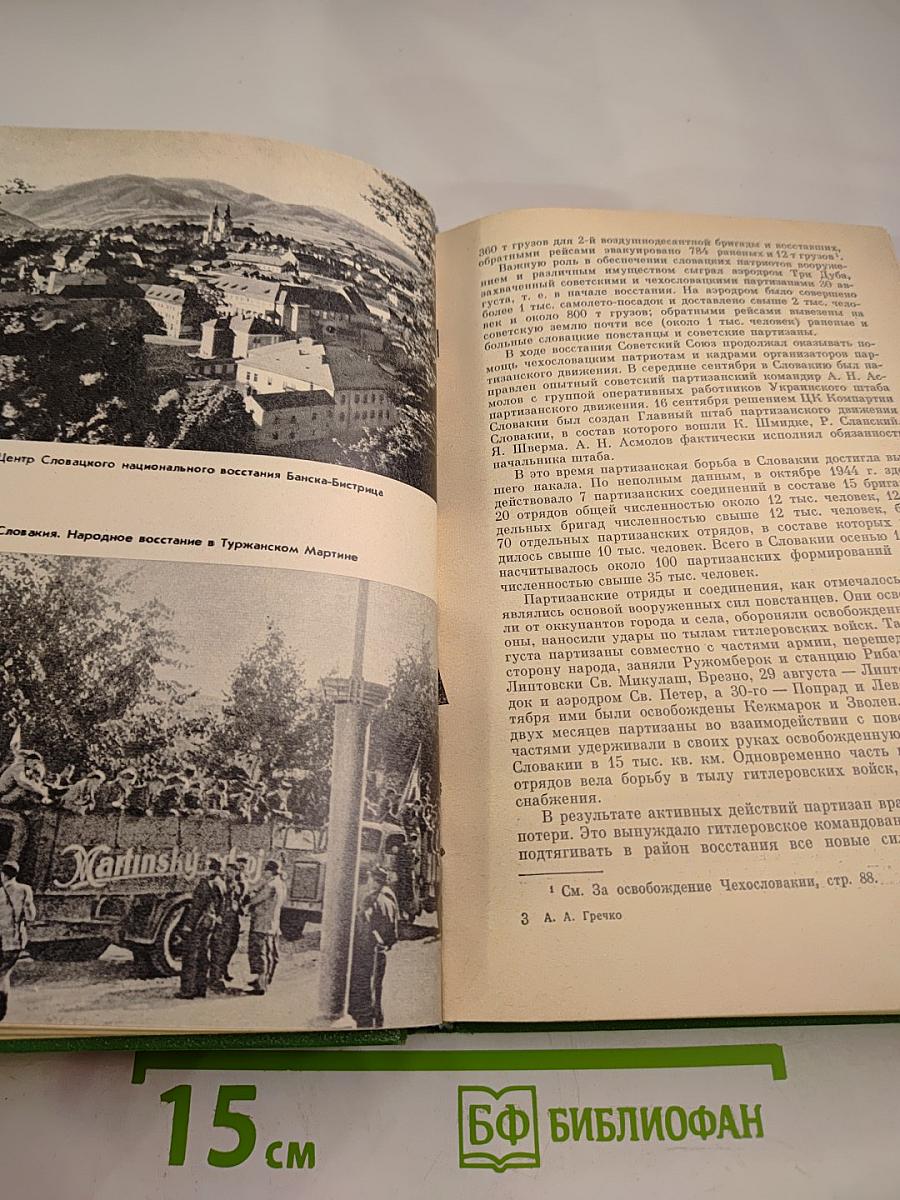 Центр Словацкого национального восстания Банска-Бистрица
Словакия. Народное восстание в Туржанском Мартине
Martinský
360 т грузов для 2-й воздушнодесантной бригады и восставших,
обратными рейсами эвакуировано 784 раненых и 12 т грузов¹.
Важную роль в обеспечении словацких патриотов вооруже-
нием и различным имуществом сыграл аэродром Три Дуба,
захваченный советскими и чехословацкими партизанами 30 ав-
густа, т. е. в начале восстания. На аэродром было совершено
более 1 тыс. самолето-посадок и доставлено свыше 2 тыс. чело-
век и около 800 т грузов; обратными рейсами вывезены на
советскую землю почти все (около 1 тыс. человек) раненые и
больные словацкие повстанцы и советские партизаны.
В ходе восстания Советский Союз продолжал оказывать по-
мощь чехословацким патриотам и кадрами организаторов пар-
тизанского движения. В середине сентября в Словакию был на-
правлен опытный советский партизанский командир А. Н. Ас-
молов с группой оперативных работников Украинского штаба
партизанского движения. 16 сентября решением ЦК Компартии
Словакии был создан Главный штаб партизанского движения
Словакии, в состав которого вошли К. Шмидке, Р. Сланский,
Я. Шверма. А. Н. Асмолов фактически исполнял обязанност
начальника штаба.
В это время партизанская борьба в Словакии достигла вы
шего накала. По неполным данным, в октябре 1944 г. зде
действовало 7 партизанских соединений в составе 15 брига
20 отрядов общей численностью около 12 тыс. человек, 12
дельных бригад численностью свыше 12 тыс. человек, б
70 отдельных партизанских отрядов, в составе которых
дилось свыше 10 тыс. человек. Всего в Словакии осенью 1
насчитывалось около 100 партизанских формирований
численностью свыше 35 тыс. человек.
Партизанские отряды и соединения, как отмечалось
являлись основой вооруженных сил повстанцев. Они осво
ли от оккупантов города и села, обороняли освобожденн
оны, наносили удары по тылам гитлеровских войск. Та
густа партизаны совместно с частями армии, перешед
сторону народа, заняли Ружомберок и станцию Рибa
Липтовски Св. Микулаш, Брезно, 29 августа — Липт
док и аэродром Св. Петер, а 30-го — Попрад и Лев
тября ими были освобождены Кежмарок и Зволен.
двух месяцев партизаны во взаимодействии с пов
частями удерживали в своих руках освобожденную
Словакии в 15 тыс. кв. км. Одновременно часть п
отрядов вела борьбу в тылу гитлеровских войск,
снабжения.
В результате активных действий партизан вра
потери. Это вынуждало гитлеровское командован
подтягивать в район восстания все новые си
¹ См. За освобождение Чехословакии, стр. 88.
3 А. А. Гречко
15 см
БФ БИБЛИОФАН